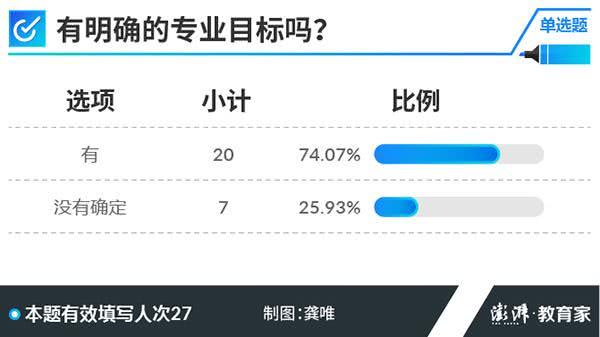 有明确的专业目标吗?
单选题
选项 小计 比例
有 20 74.07%
没有确定 7 25.93%
本题有效填写人次27 制图:龚唯 澎湃·教育家
THE PAPER